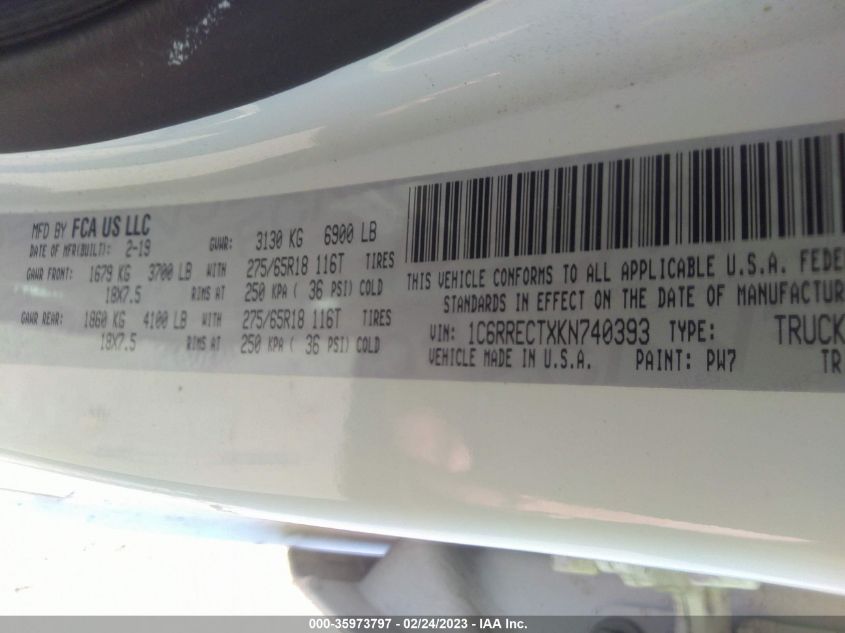 MFD BY FCA US LLC
DATE OF MFR(BUILT): 2-19 GVWR: 3130 KG 6900 LB
GAWR FRONT: 1679 KG 3700 LB WITH 275/65R18 116T TIRES
18X7.5 RIMS AT 250 KPA ( 36 PSI) COLD
GAWR REAR: 1860 KG 4100 LB WITH 275/65R18 116T TIRES
18X7.5 RIMS AT 250 KPA ( 36 PSI) COLD
THIS VEHICLE CONFORMS TO ALL APPLICABLE U.S.A. FEDE
STANDARDS IN EFFECT ON THE DATE OF MANUFACTUR
VIN: 1C6RRECTXKN740393 TYPE: TRUCK
VEHICLE MADE IN U.S.A. PAINT: PW7 TR
000-35973797 - 02/24/2023 - IAA Inc.